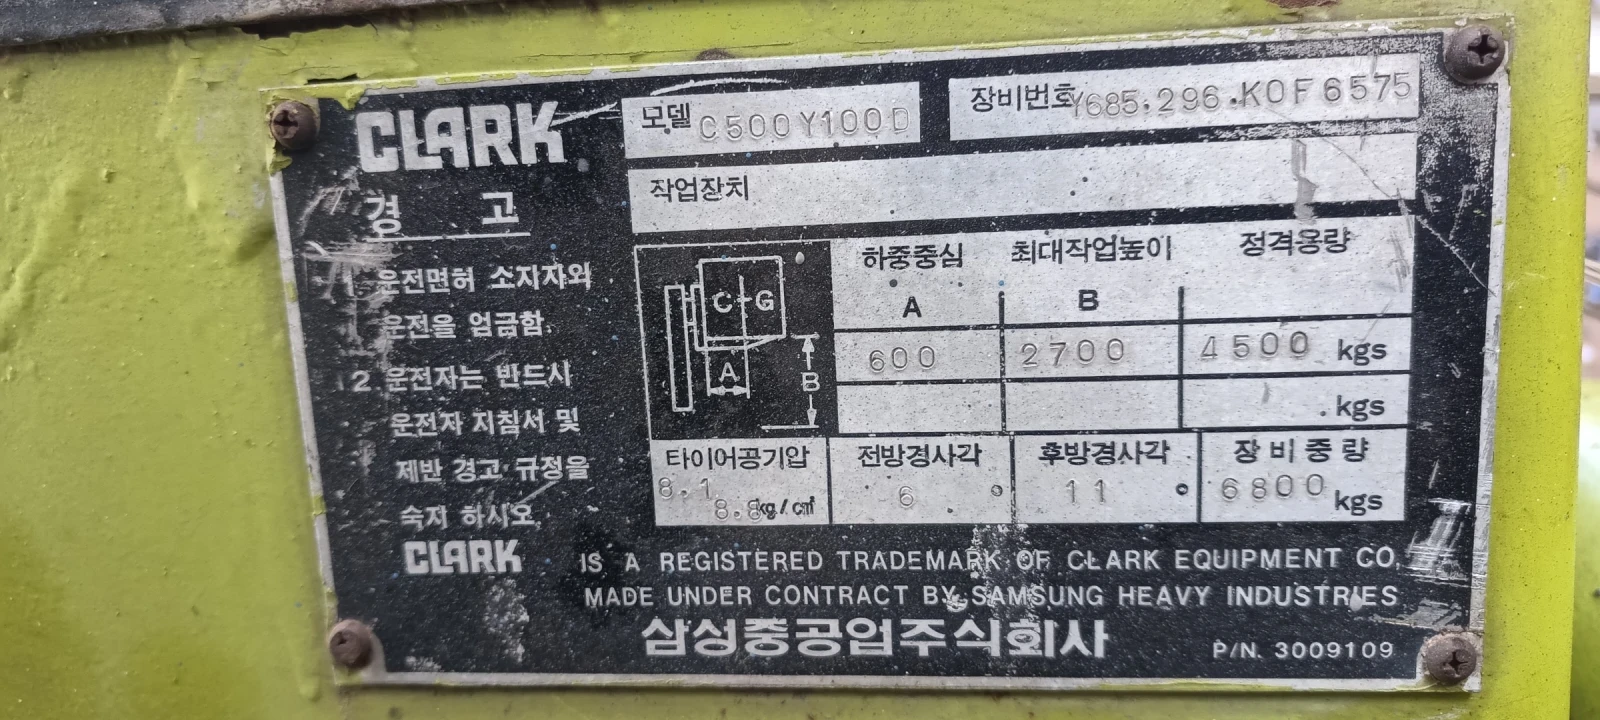 CLARK
모델 C500Y100D
장비번호 Y685.296.KOF6575
작업장치
경 고
1. 운전면허 소지자외
운전을 엄금함.
2 운전자는 반드시
운전자 지침서 및
제반 경고 규정을
숙지 하시오.
C G
A
B
하중중심 최대작업높이 정격용량
A B
600 2700 4500 kgs
. kgs
타이어공기압 전방경사각 후방경사각 장비중량
8.1
8.8 kg/cm² 6 ° 11 ° 6800 kgs
CLARK IS A REGISTERED TRADEMARK OF CLARK EQUIPMENT CO,
MADE UNDER CONTRACT BY SAMSUNG HEAVY INDUSTRIES
삼성중공업주식회사
P/N. 3009109